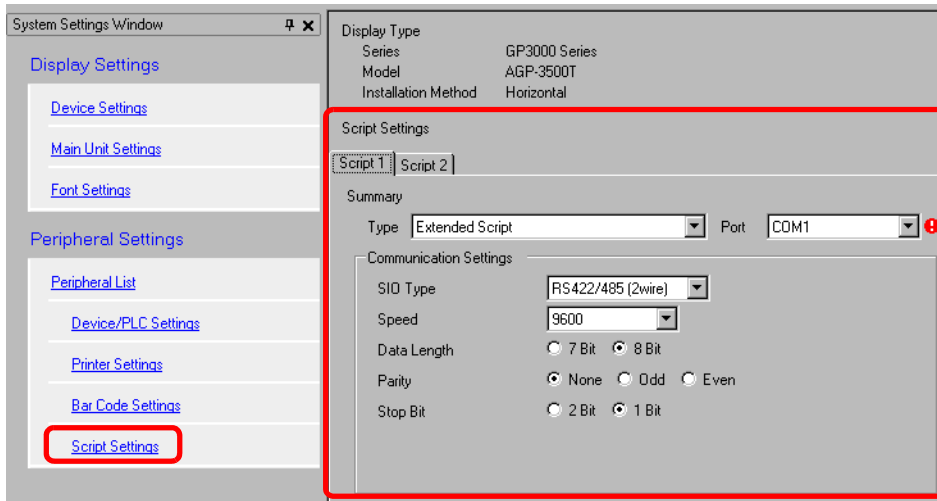 System Settings Window
Display Settings
Device Settings
Main Unit Settings
Font Settings
Peripheral Settings
Peripheral List
Device/PLC Settings
Printer Settings
Bar Code Settings
Script Settings
Display Type
Series GP3000 Series
Model AGP-3500T
Installation Method Horizontal
Script Settings
Script 1 Script 2
Summary
Type Extended Script Port COM1
Communication Settings
SIO Type RS422/485 (2wire)
Speed 9600
Data Length 7 Bit 8 Bit
Parity None Odd Even
Stop Bit 2 Bit 1 Bit